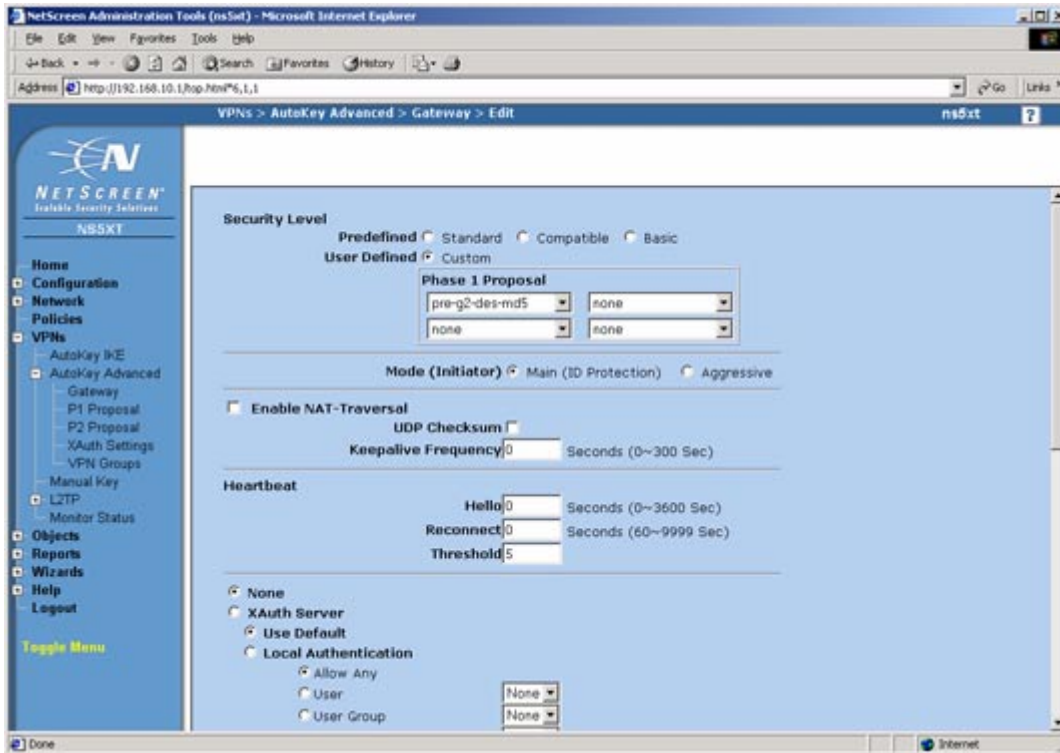 NetScreen Administration Tools (ns5xt) - Microsoft Internet Explorer
File Edit View Favorites Tools Help
Back Search Favorites History
Address http://192.168.10.1/top.html*6,1,1 Go Links
VPNs > AutoKey Advanced > Gateway > Edit ns5xt ?
N
NETSCREEN
Scalable Security Solutions
NS5XT
Home
Configuration
Network
Policies
VPNs
AutoKey IKE
AutoKey Advanced
Gateway
P1 Proposal
P2 Proposal
XAuth Settings
VPN Groups
Manual Key
L2TP
Monitor Status
Objects
Reports
Wizards
Help
Logout
Toggle Menu
Security Level
Predefined Standard Compatible Basic
User Defined Custom
Phase 1 Proposal
pre-g2-des-md5 none
none none
Mode (Initiator) Main (ID Protection) Aggressive
Enable NAT-Traversal
UDP Checksum
Keepalive Frequency 0 Seconds (0~300 Sec)
Heartbeat
Hello 0 Seconds (0~3600 Sec)
Reconnect 0 Seconds (60~9999 Sec)
Threshold 5
None
XAuth Server
Use Default
Local Authentication
Allow Any
User None
User Group None
Done Internet